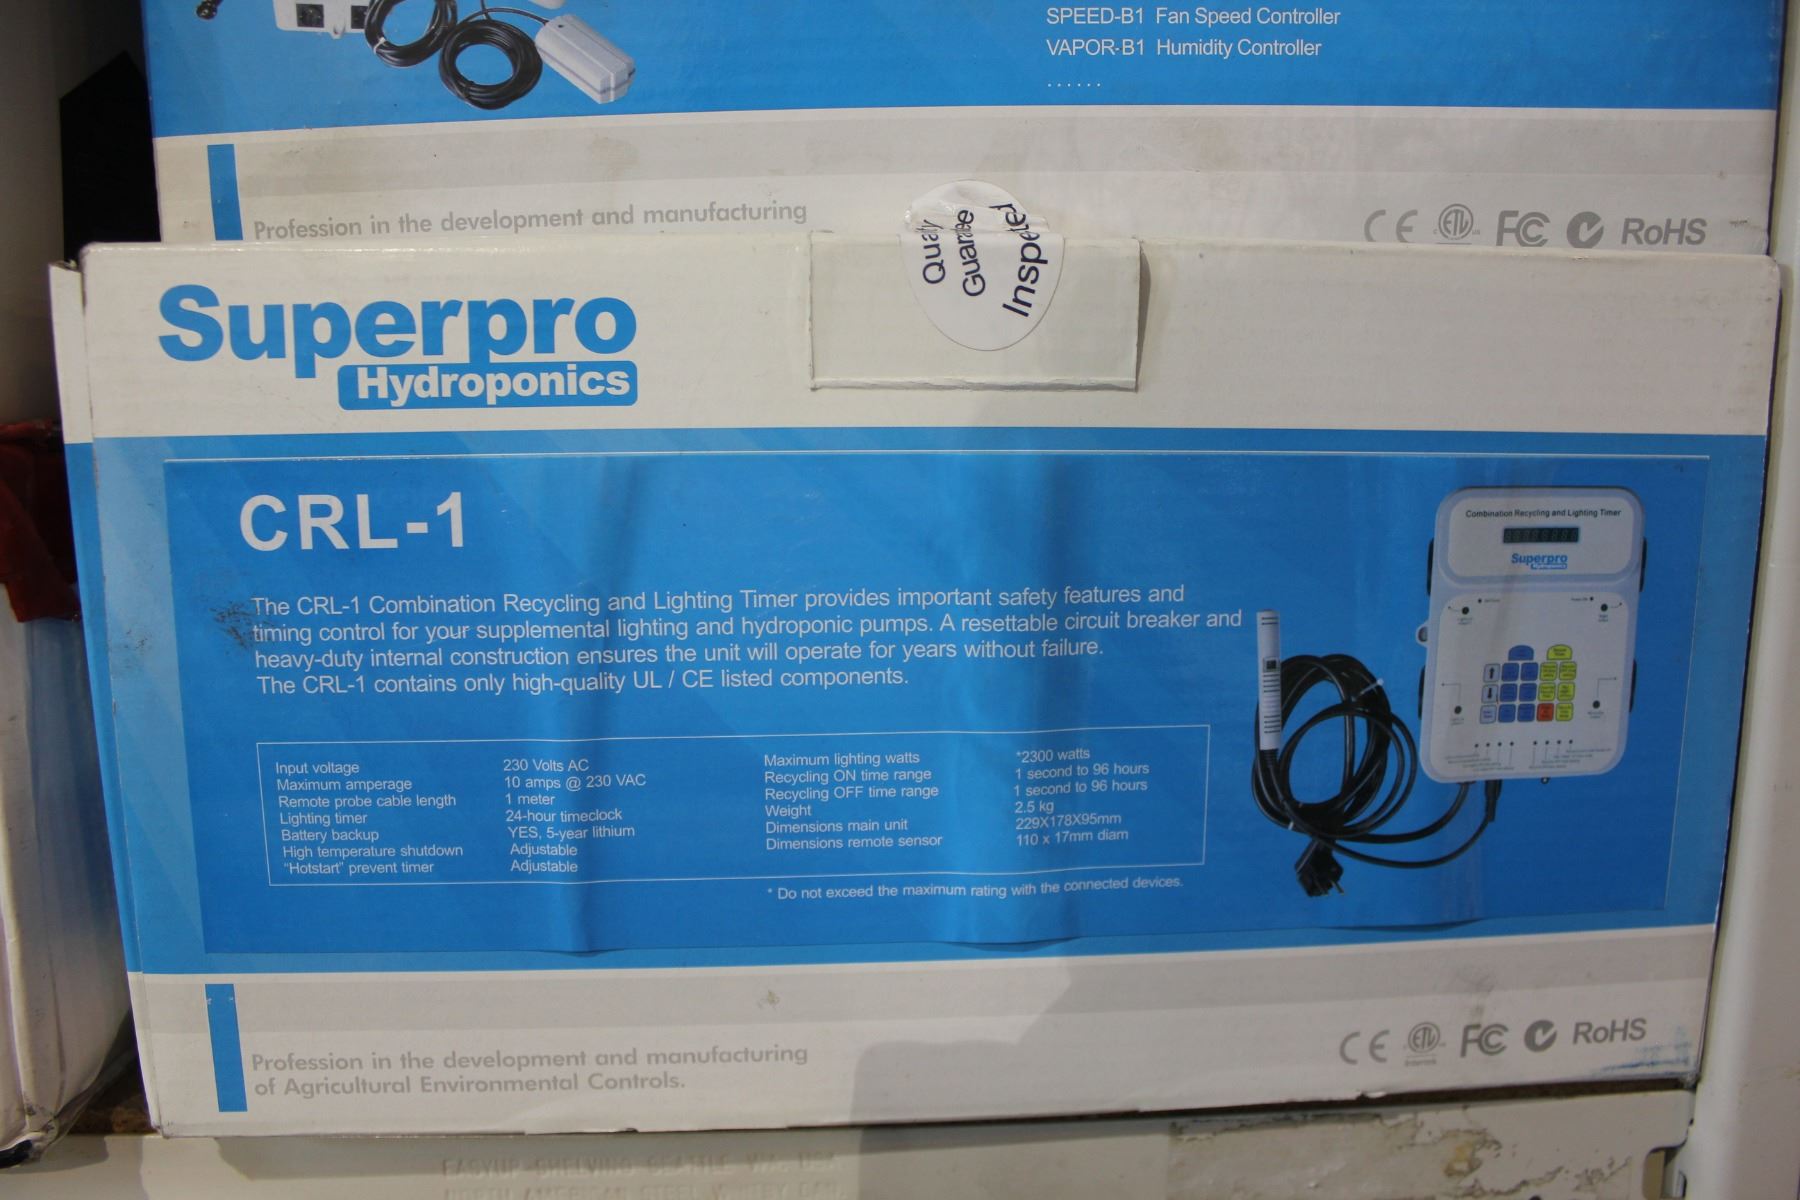 SPEED-B1 Fan Speed Controller
VAPOR-B1 Humidity Controller
......
Profession in the development and manufacturing
CE ETL FC RoHS
Quality
Guarantee
Inspected
Superpro
Hydroponics
CRL-1
The CRL-1 Combination Recycling and Lighting Timer provides important safety features and
timing control for your supplemental lighting and hydroponic pumps. A resettable circuit breaker and
heavy-duty internal construction ensures the unit will operate for years without failure.
The CRL-1 contains only high-quality UL / CE listed components.
Input voltage 230 Volts AC
Maximum amperage 10 amps @ 230 VAC
Remote probe cable length 1 meter
Lighting timer 24-hour timeclock
Battery backup YES, 5-year lithium
High temperature shutdown Adjustable
"Hotstart" prevent timer Adjustable
Maximum lighting watts *2300 watts
Recycling ON time range 1 second to 96 hours
Recycling OFF time range 1 second to 96 hours
Weight 2.5 kg
Dimensions main unit 229X178X95mm
Dimensions remote sensor 110 x 17mm diam
* Do not exceed the maximum rating with the connected devices.
Combination Recycling and Lighting Timer
Superpro
Hydroponics
Profession in the development and manufacturing
of Agricultural Environmental Controls.
CE ETL FC RoHS
Intertek